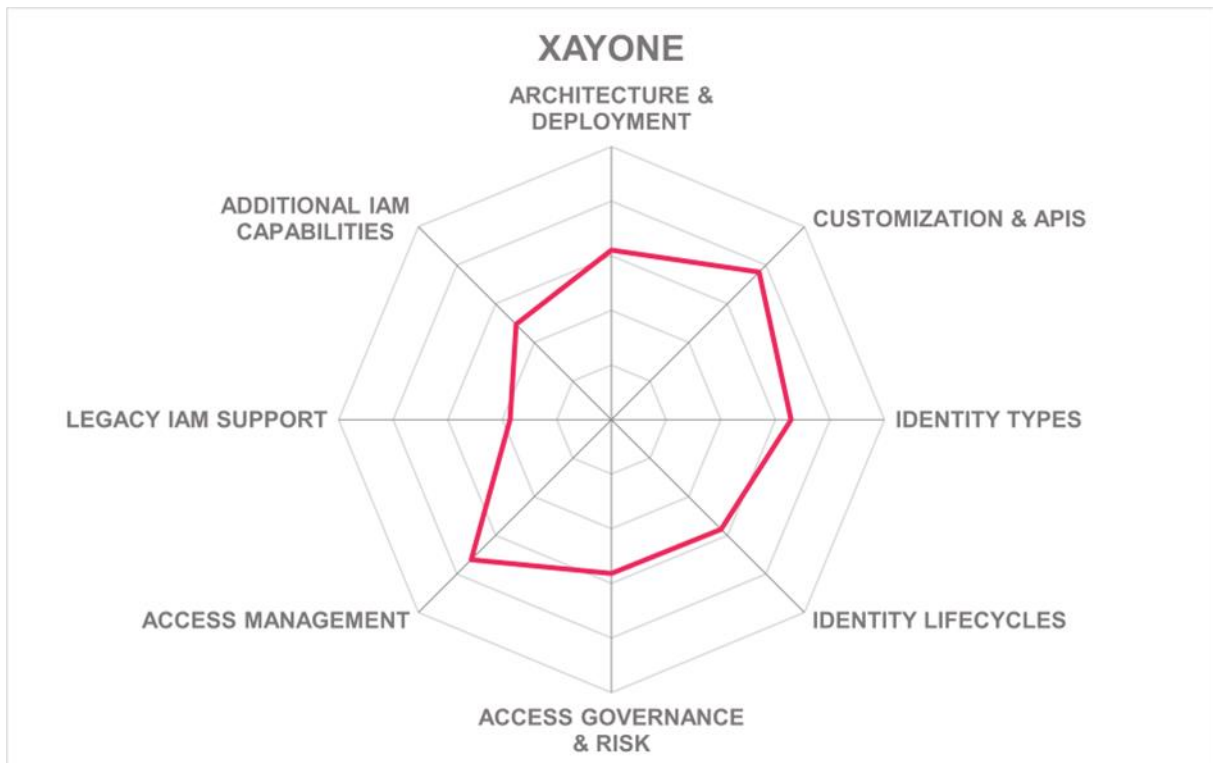 XAYONE
ARCHITECTURE &
DEPLOYMENT
ADDITIONAL IAM
CAPABILITIES
CUSTOMIZATION & APIS
LEGACY IAM SUPPORT
IDENTITY TYPES
ACCESS MANAGEMENT
IDENTITY LIFECYCLES
ACCESS GOVERNANCE
& RISK